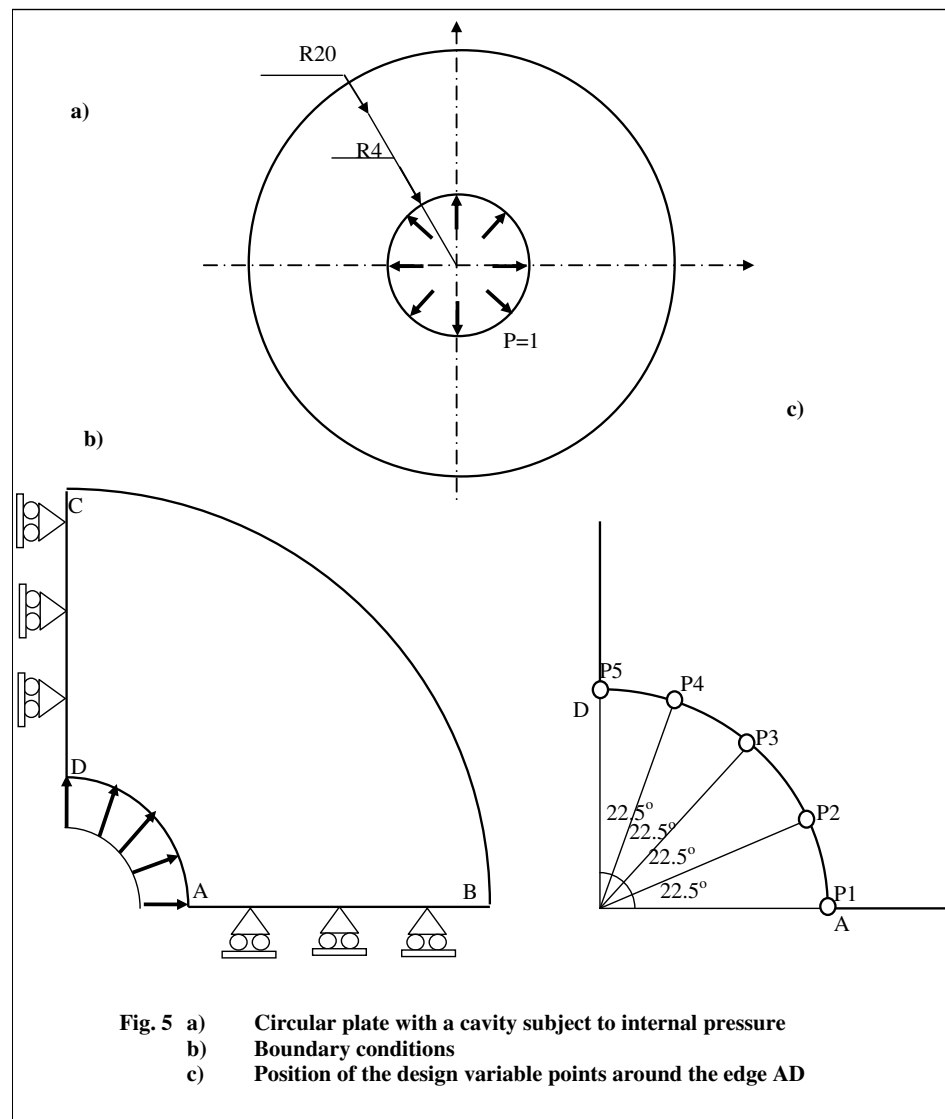 R20
a)
R4
P=1
c)
b)
C
D
A
B
P5
P4
D
P3
P2
22.5°
22.5°
22.5°
22.5°
P1
A
Fig. 5 a) Circular plate with a cavity subject to internal pressure
b) Boundary conditions
c) Position of the design variable points around the edge AD